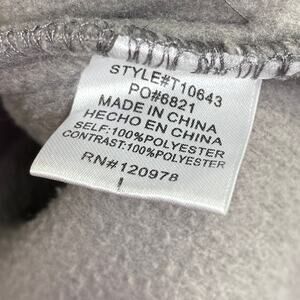 STYLE#T10643
PO#6821
MADE IN CHINA
HECHO EN CHINA
SELF:100%POLYESTER
CONTRAST:100%POLYESTER
RN#120978